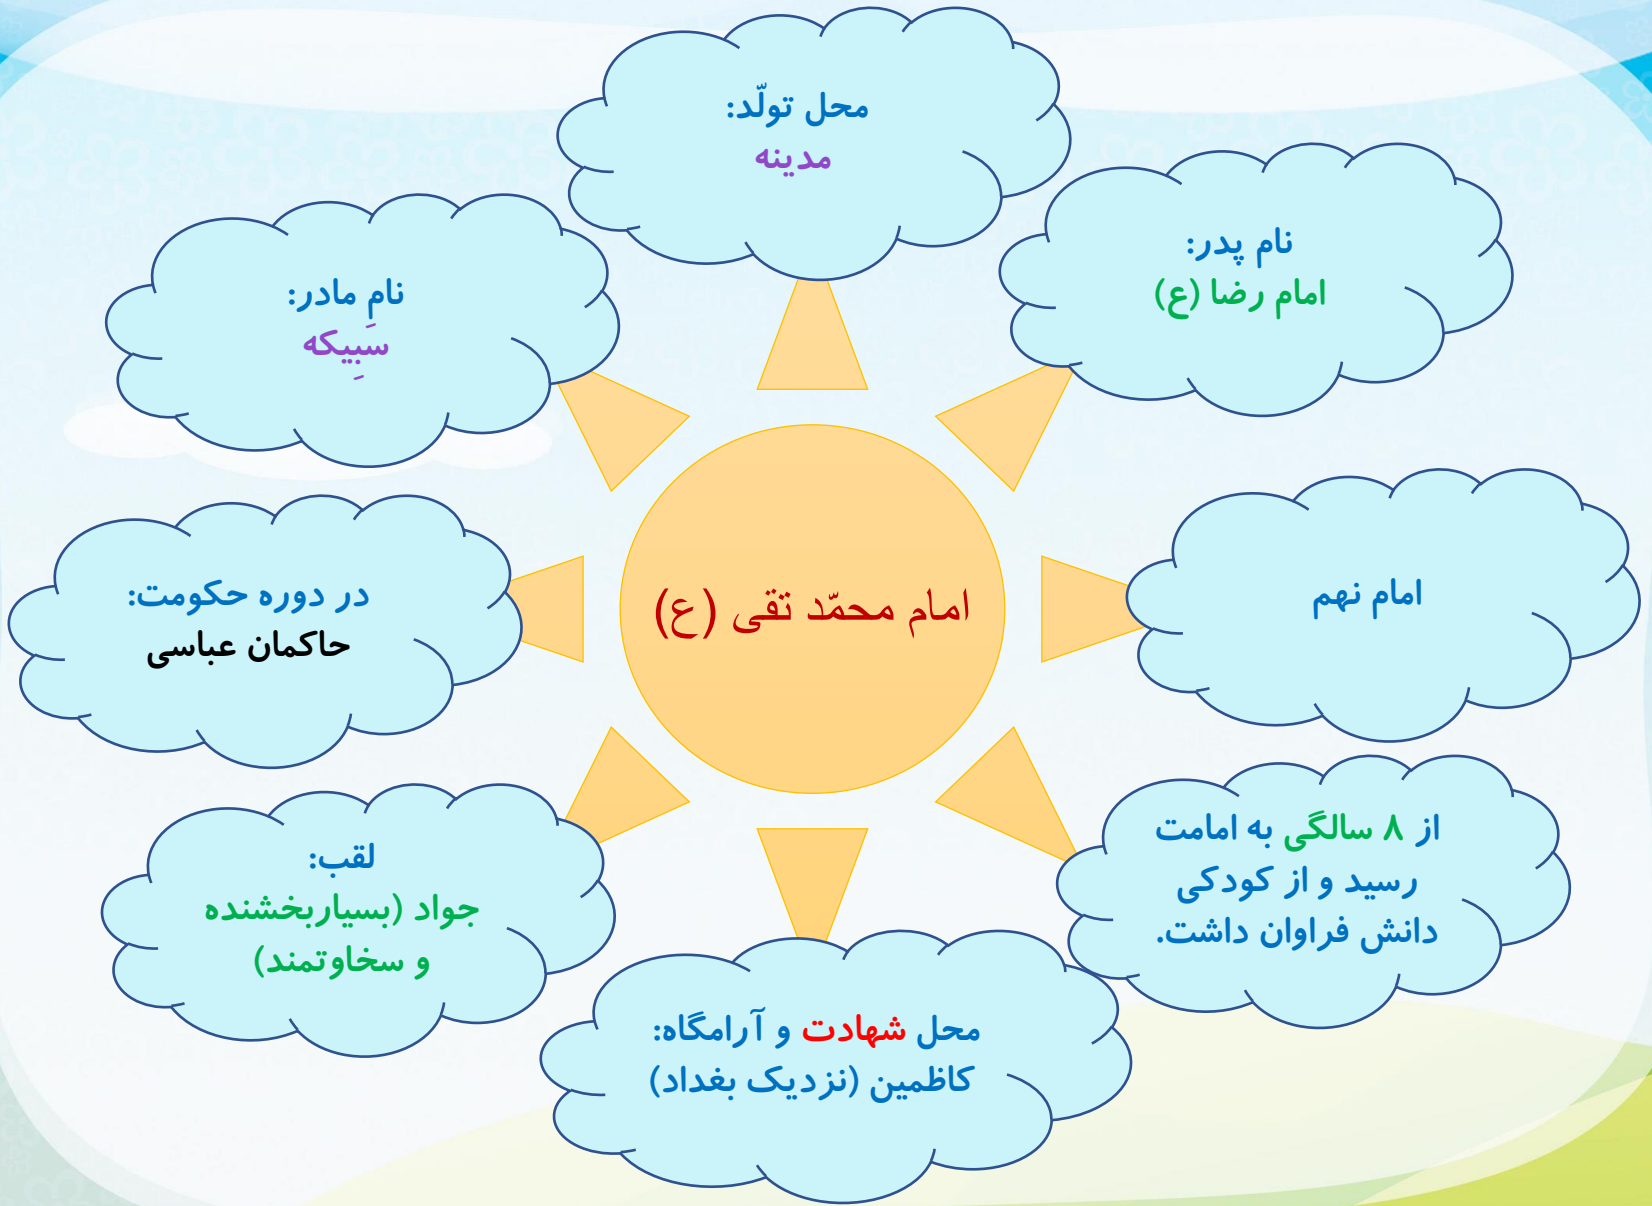 محل تولّد:
مدینه
نام پدر:
امام رضا (ع)
نام مادر:
سَبِیکه
امام محمّد تقی (ع)
امام نهم
در دوره حکومت:
حاکمان عباسی
از ۸ سالگی به امامت
رسید و از کودکی
دانش فراوان داشت.
لقب:
جواد (بسیاربخشنده
و سخاوتمند)
محل شهادت و آرامگاه:
کاظمین (نزدیک بغداد)